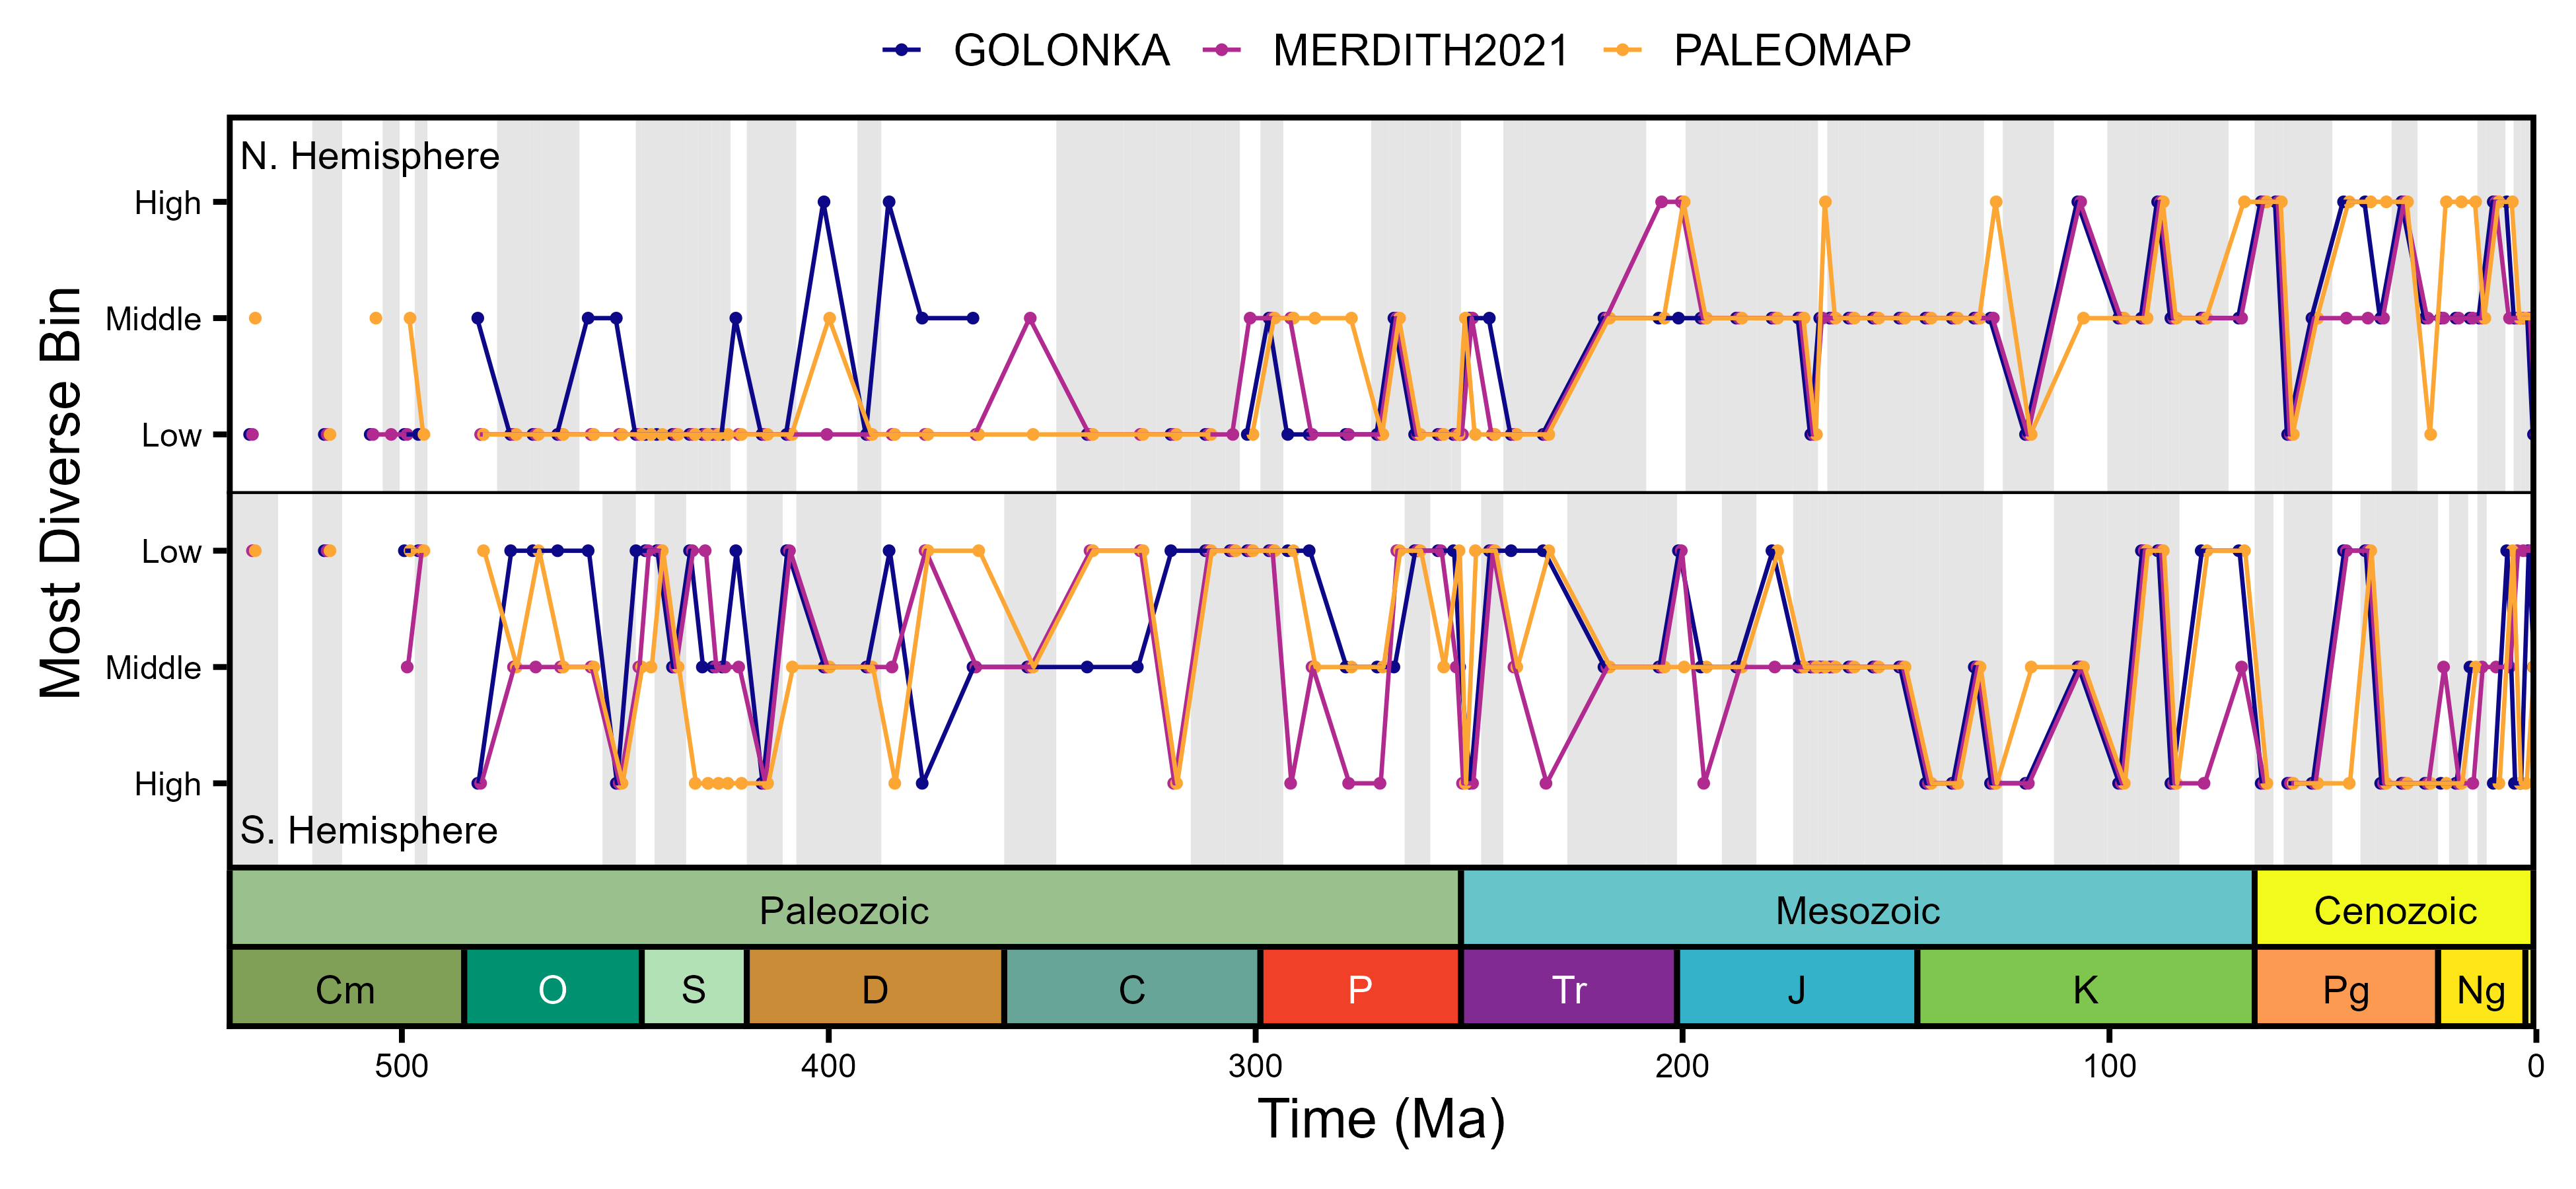 GOLONKA MERDITH2021 PALEOMAP
N. Hemisphere
High
Middle
Low
Low
Middle
High
S. Hemisphere
Most Diverse Bin
Paleozoic Mesozoic Cenozoic
Cm O S D C P Tr J K Pg Ng
500 400 300 200 100 0
Time (Ma)